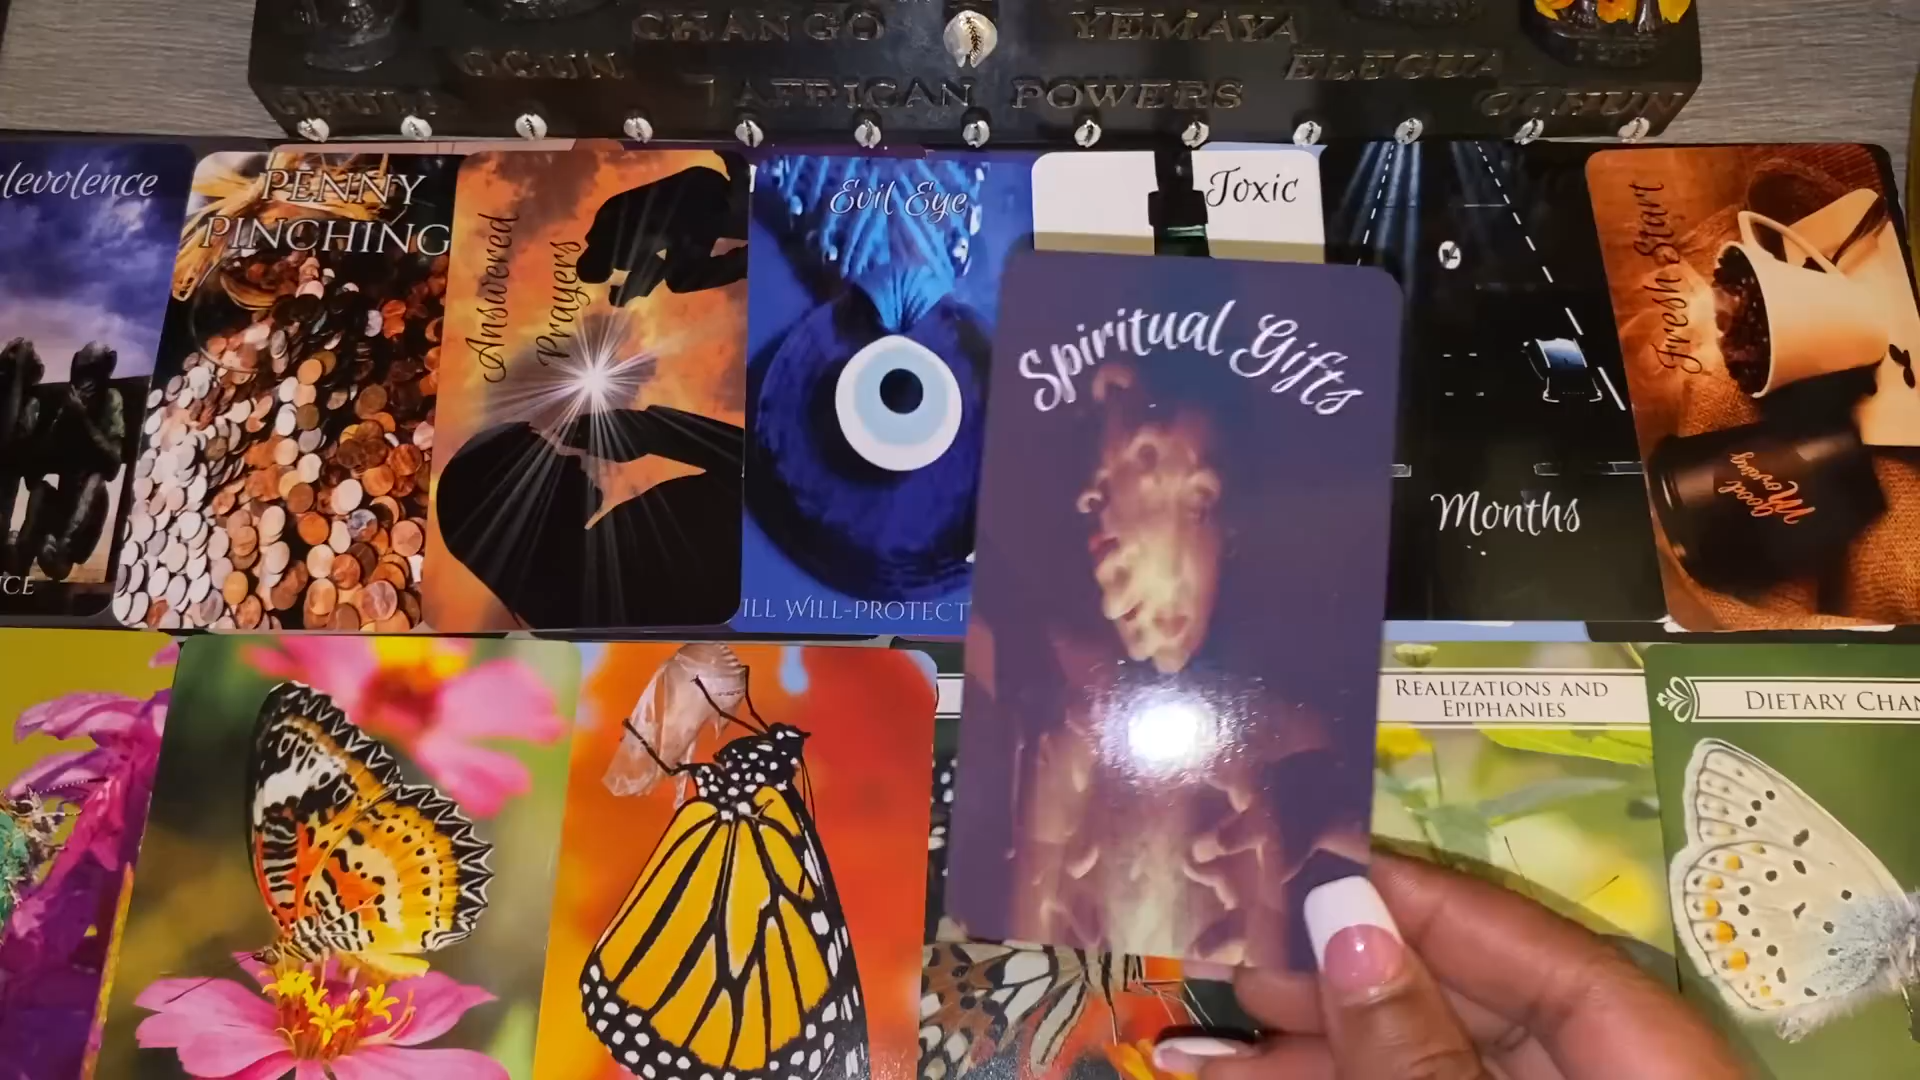 CHANGO
YEMAYA
OGUN
ELEGUA
7 AFRICAN POWERS
OCHUN
levolence
PENNY
PINCHING
Answered
Prayers
Evil Eye
ILL WILL-PROTECT
Toxic
Spiritual Gifts
Months
Fresh Start
Good
Morning
REALIZATIONS AND
EPIPHANIES
DIETARY CHAN